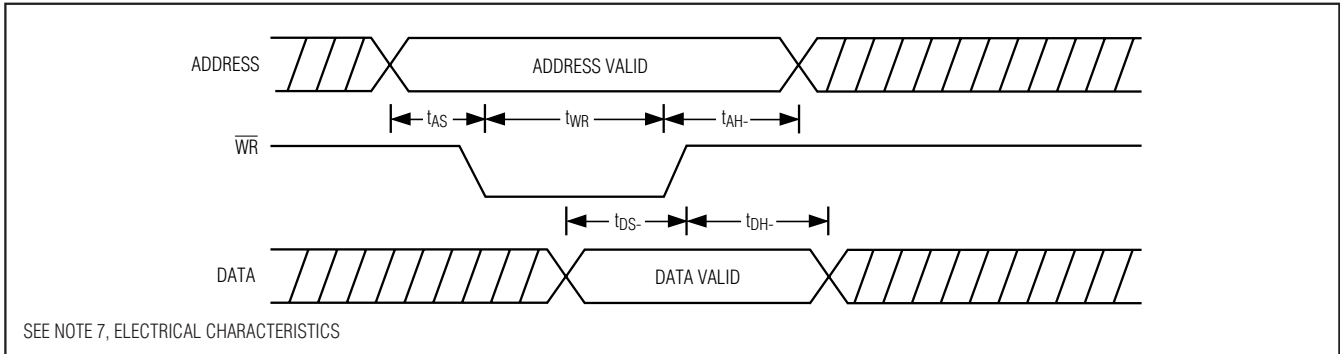 ADDRESS
ADDRESS VALID
tAS
tWR
tAH-
WR
tDS-
tDH-
DATA
DATA VALID
SEE NOTE 7, ELECTRICAL CHARACTERISTICS